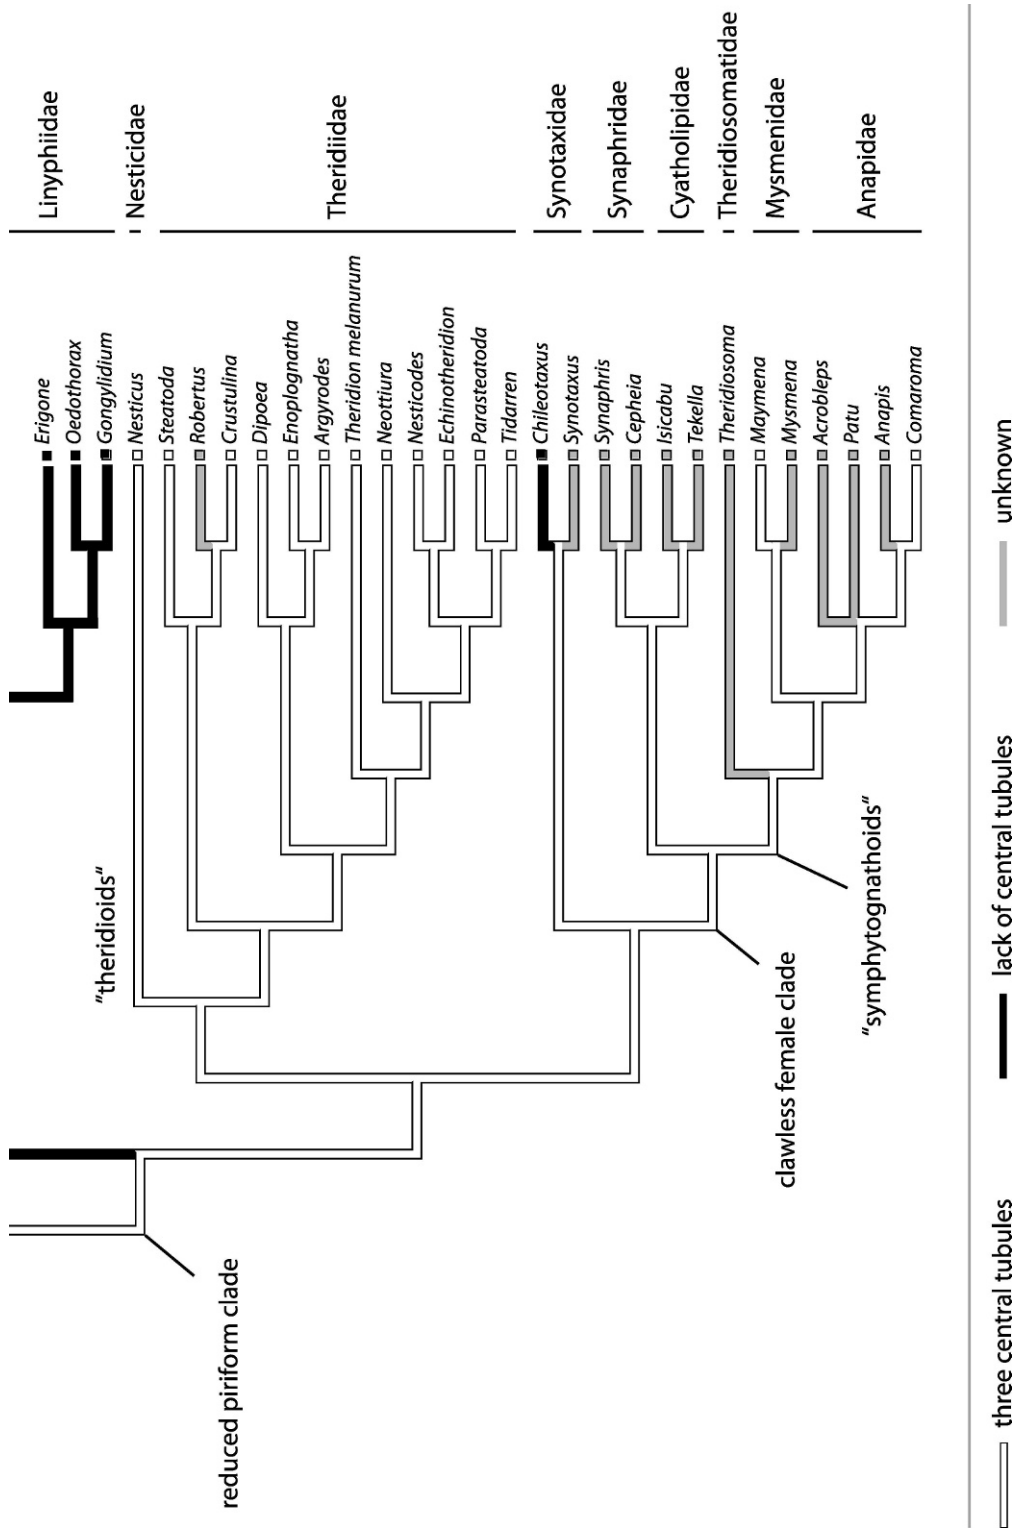 Linyphiidae
Nesticidae
Theridiidae
Synotaxidae
Synaphridae
Cyatholipidae
Theridiosomatidae
Mysmenidae
Anapidae
Erigone
Oedothorax
Gongylidium
Nesticus
Steatoda
Robertus
Crustulina
Dipoea
Enoplognatha
Argyrodes
Theridion melanurum
Neottiura
Nesticodes
Echinotheridion
Parasteatoda
Tidarren
Chileotaxus
Synotaxus
Synaphris
Cepheia
Isicabu
Tekella
Theridiosoma
Maymena
Mysmena
Acrobleps
Patu
Anapis
Comaroma
"theridioids"
"symphytognathoids"
clawless female clade
reduced piriform clade
three central tubules
lack of central tubules
unknown